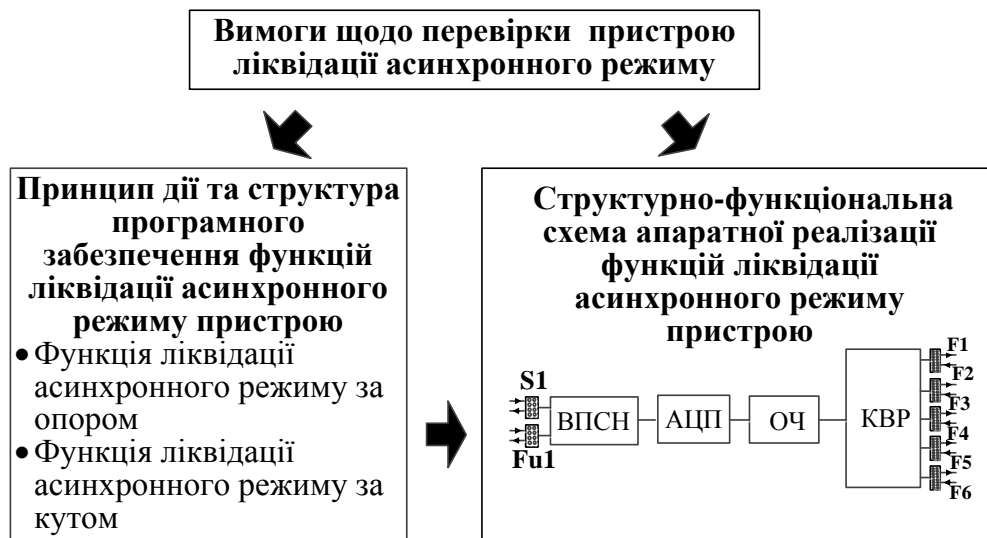 Вимоги щодо перевірки пристрою
ліквідації асинхронного режиму
Принцип дії та структура
програмного
забезпечення функцій
ліквідації асинхронного
режиму пристрою
• Функція ліквідації
асинхронного режиму за
опором
• Функція ліквідації
асинхронного режиму за
кутом
Структурно-функціональна
схема апаратної реалізації
функцій ліквідації
асинхронного режиму
пристрою
S1
Fu1
ВПСН
АЦП
ОЧ
КВР
F1
F2
F3
F4
F5
F6